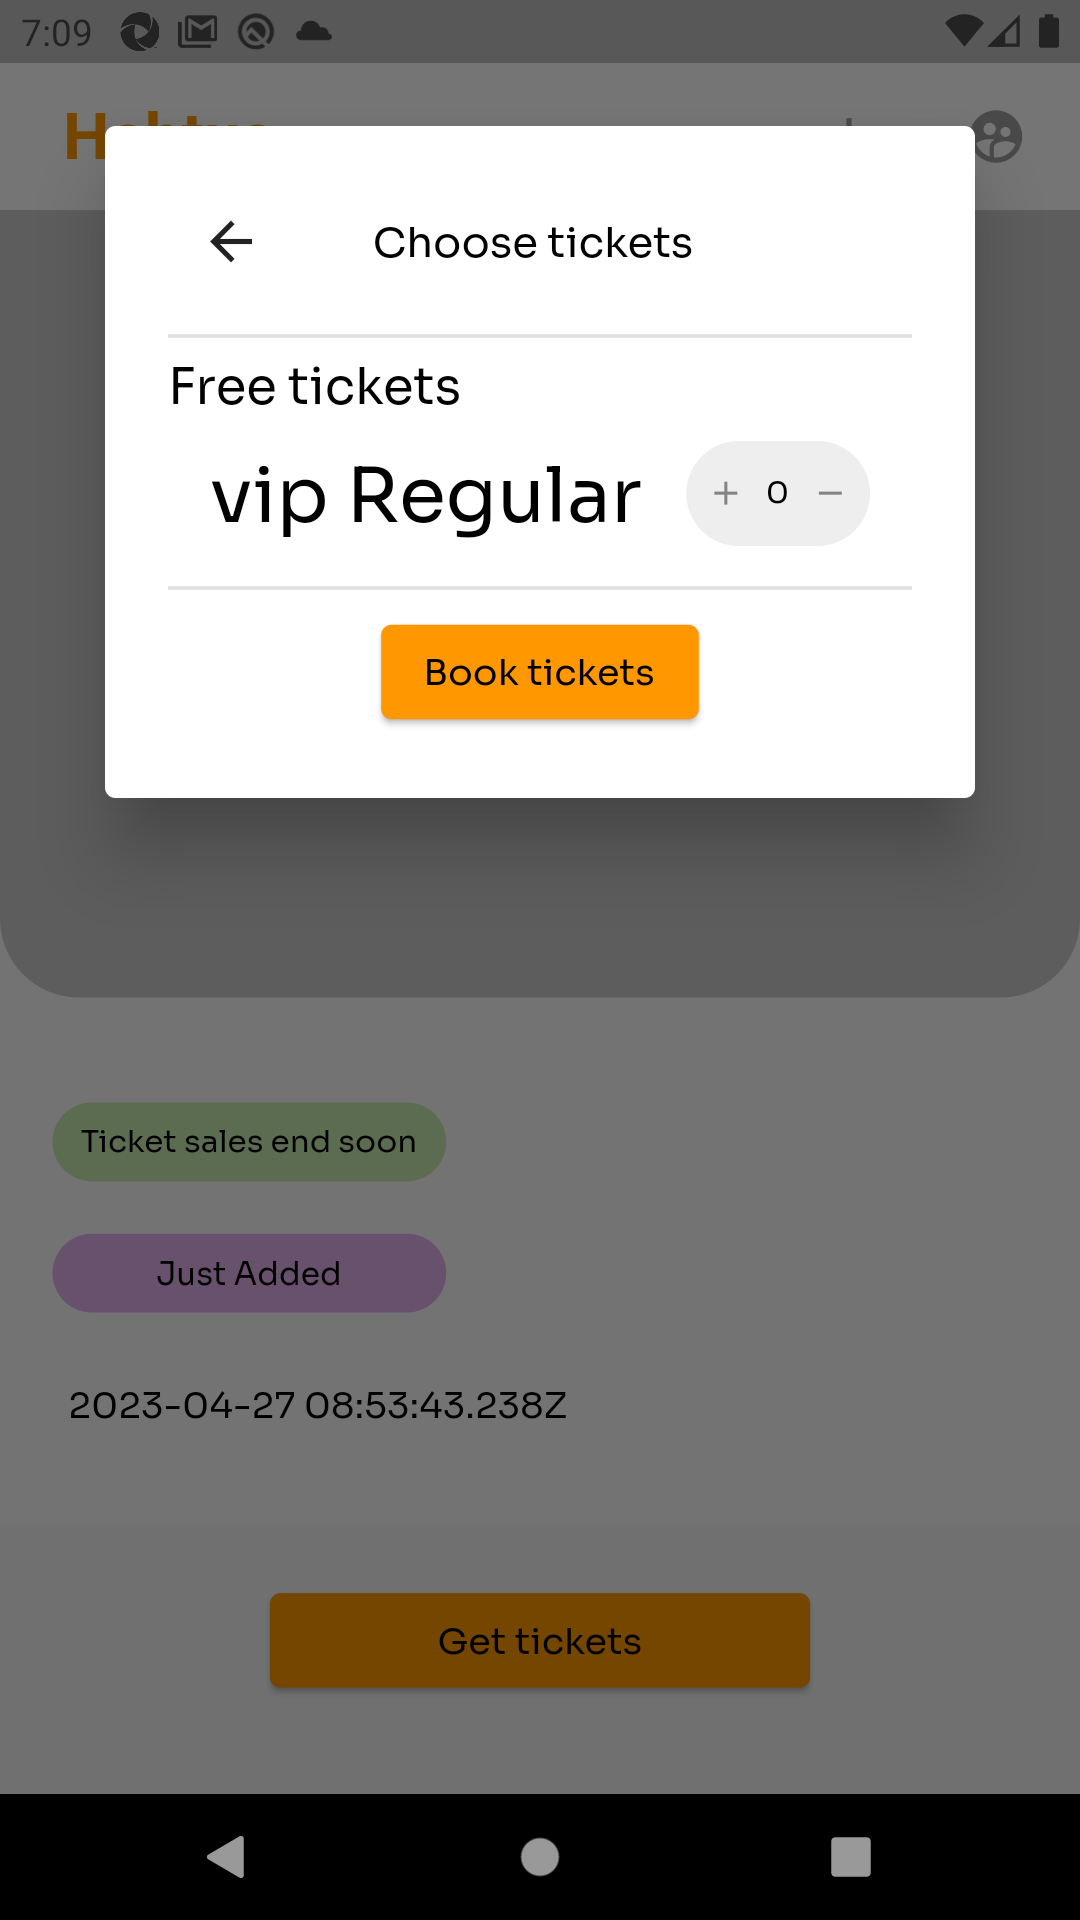 7:09
Choose tickets
Free tickets
vip Regular
+ 0 −
Book tickets
Ticket sales end soon
Just Added
2023-04-27 08:53:43.238Z
Get tickets